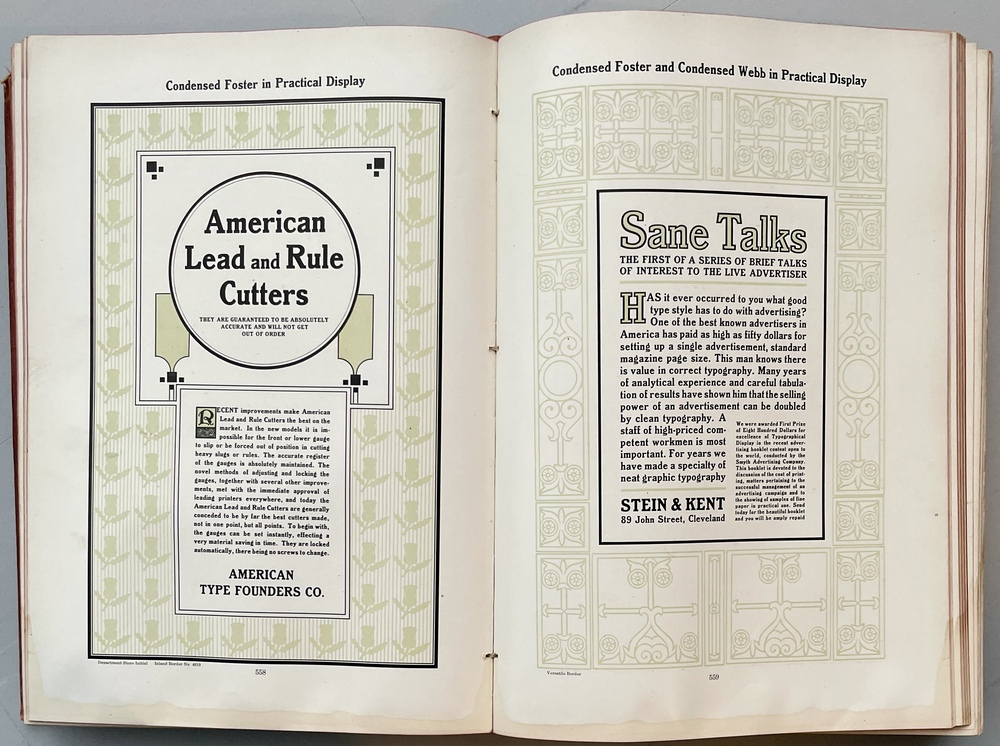 Condensed Foster in Practical Display
American
Lead and Rule
Cutters
THEY ARE GUARANTEED TO BE ABSOLUTELY
ACCURATE AND WILL NOT GET
OUT OF ORDER
RECENT improvements make American
Lead and Rule Cutters the best on the
market. In the new models it is im-
possible for the front or lower gauge
to slip or be forced out of position in cutting
heavy slugs or rules. The accurate register
of the gauges is absolutely maintained. The
novel methods of adjusting and locking the
gauges, together with several other improve-
ments, met with the immediate approval of
leading printers everywhere, and today the
American Lead and Rule Cutters are generally
conceded to be by far the best cutters made,
not in one point, but all points. To begin with,
the gauges can be set instantly, effecting a
very material saving in time. They are locked
automatically, there being no screws to change.
AMERICAN
TYPE FOUNDERS CO.
Department Store Initial Inland Border No. 4819
558
Condensed Foster and Condensed Webb in Practical Display
Sane Talks
THE FIRST OF A SERIES OF BRIEF TALKS
OF INTEREST TO THE LIVE ADVERTISER
HAS it ever occurred to you what good
type style has to do with advertising?
One of the best known advertisers in
America has paid as high as fifty dollars for
setting up a single advertisement, standard
magazine page size. This man knows there
is value in correct typography. Many years
of analytical experience and careful tabula-
tion of results have shown him that the selling
power of an advertisement can be doubled
by clean typography. A
staff of high-priced com-
petent workmen is most
important. For years we
have made a specialty of
neat graphic typography
We were awarded First Prize
of Eight Hundred Dollars for
excellence of Typographical
Display in the recent adver-
tising booklet contest open to
the world, conducted by the
Smyth Advertising Company.
This booklet is devoted to the
discussion of the cost of print-
ing, matters pertaining to the
successful management of an
advertising campaign and to
the showing of samples of fine
paper in practical use. Send
today for the beautiful booklet
and you will be amply repaid
STEIN & KENT
89 John Street, Cleveland
Versatile Border
559